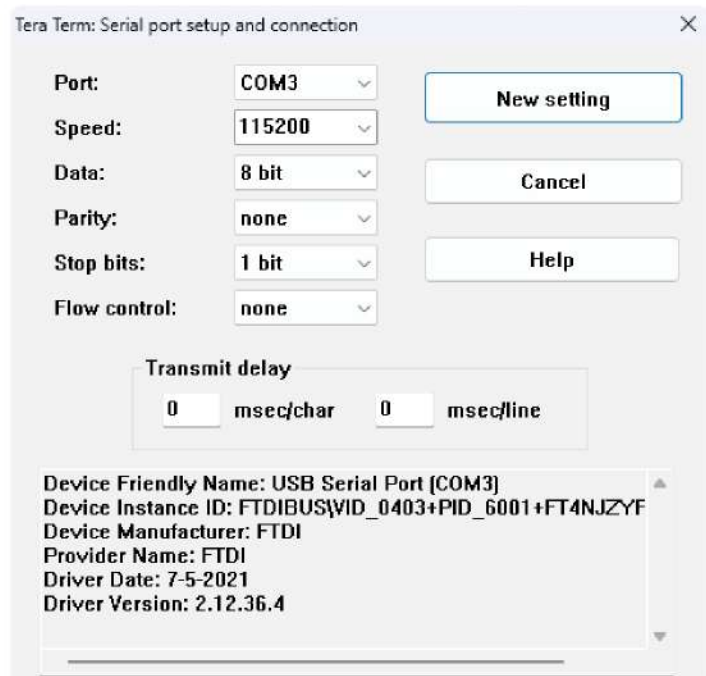 Tera Term: Serial port setup and connection
Port: COM3
New setting
Speed: 115200
Data: 8 bit
Cancel
Parity: none
Stop bits: 1 bit
Help
Flow control: none
Transmit delay
0 msec/char 0 msec/line
Device Friendly Name: USB Serial Port (COM3)
Device Instance ID: FTDIBUS\VID_0403+PID_6001+FT4NJZYF
Device Manufacturer: FTDI
Provider Name: FTDI
Driver Date: 7-5-2021
Driver Version: 2.12.36.4